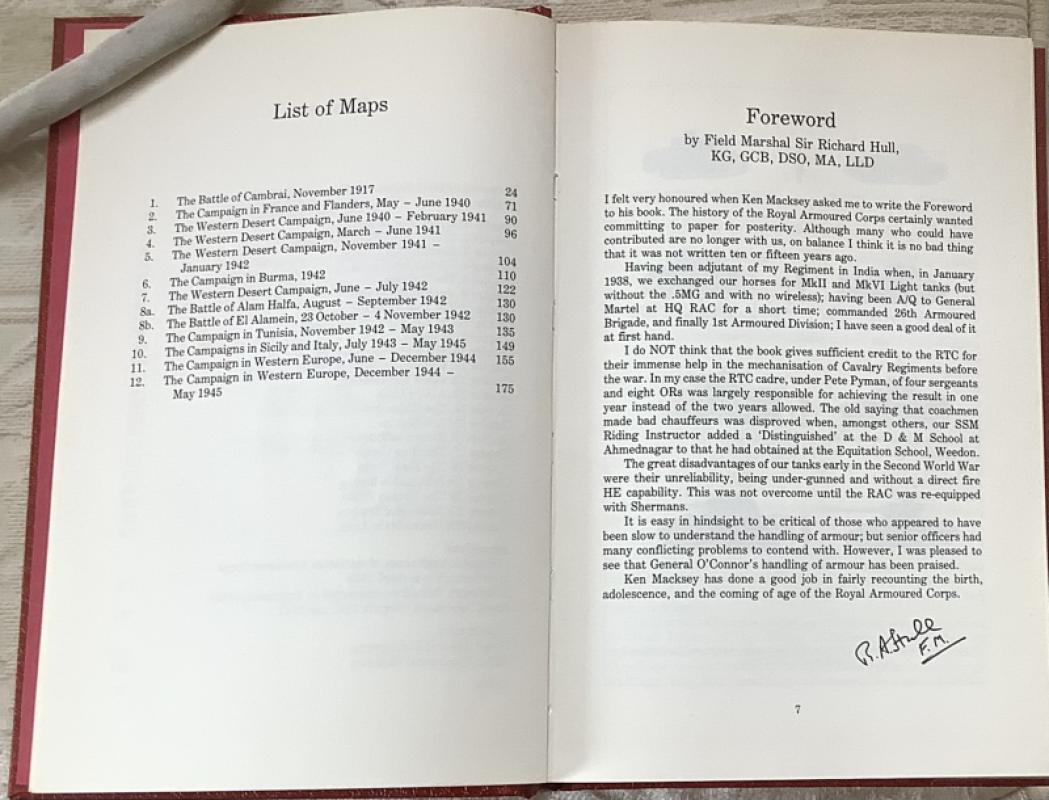 List of Maps
1. The Battle of Cambrai, November 1917 24
2. The Campaign in France and Flanders, May – June 1940 71
3. The Western Desert Campaign, June 1940 – February 1941 90
4. The Western Desert Campaign, March – June 1941 96
5. The Western Desert Campaign, November 1941 –
January 1942 104
6. The Campaign in Burma, 1942 110
7. The Western Desert Campaign, June – July 1942 122
8a. The Battle of Alam Halfa, August – September 1942 130
8b. The Battle of El Alamein, 23 October – 4 November 1942 130
9. The Campaign in Tunisia, November 1942 – May 1943 135
10. The Campaigns in Sicily and Italy, July 1943 – May 1945 149
11. The Campaign in Western Europe, June – December 1944 155
12. The Campaign in Western Europe, December 1944 –
May 1945 175
Foreword
by Field Marshal Sir Richard Hull,
KG, GCB, DSO, MA, LLD
I felt very honoured when Ken Macksey asked me to write the Foreword
to his book. The history of the Royal Armoured Corps certainly wanted
committing to paper for posterity. Although many who could have
contributed are no longer with us, on balance I think it is no bad thing
that it was not written ten or fifteen years ago.
Having been adjutant of my Regiment in India when, in January
1938, we exchanged our horses for MkII and MkVI Light tanks (but
without the .5MG and with no wireless); having been A/Q to General
Martel at HQ RAC for a short time; commanded 26th Armoured
Brigade, and finally 1st Armoured Division; I have seen a good deal of it
at first hand.
I do NOT think that the book gives sufficient credit to the RTC for
their immense help in the mechanisation of Cavalry Regiments before
the war. In my case the RTC cadre, under Pete Pyman, of four sergeants
and eight ORs was largely responsible for achieving the result in one
year instead of the two years allowed. The old saying that coachmen
made bad chauffeurs was disproved when, amongst others, our SSM
Riding Instructor added a ‘Distinguished’ at the D & M School at
Ahmednagar to that he had obtained at the Equitation School, Weedon.
The great disadvantages of our tanks early in the Second World War
were their unreliability, being under-gunned and without a direct fire
HE capability. This was not overcome until the RAC was re-equipped
with Shermans.
It is easy in hindsight to be critical of those who appeared to have
been slow to understand the handling of armour; but senior officers had
many conflicting problems to contend with. However, I was pleased to
see that General O’Connor’s handling of armour has been praised.
Ken Macksey has done a good job in fairly recounting the birth,
adolescence, and the coming of age of the Royal Armoured Corps.
R.A. Hull
F.M.
7